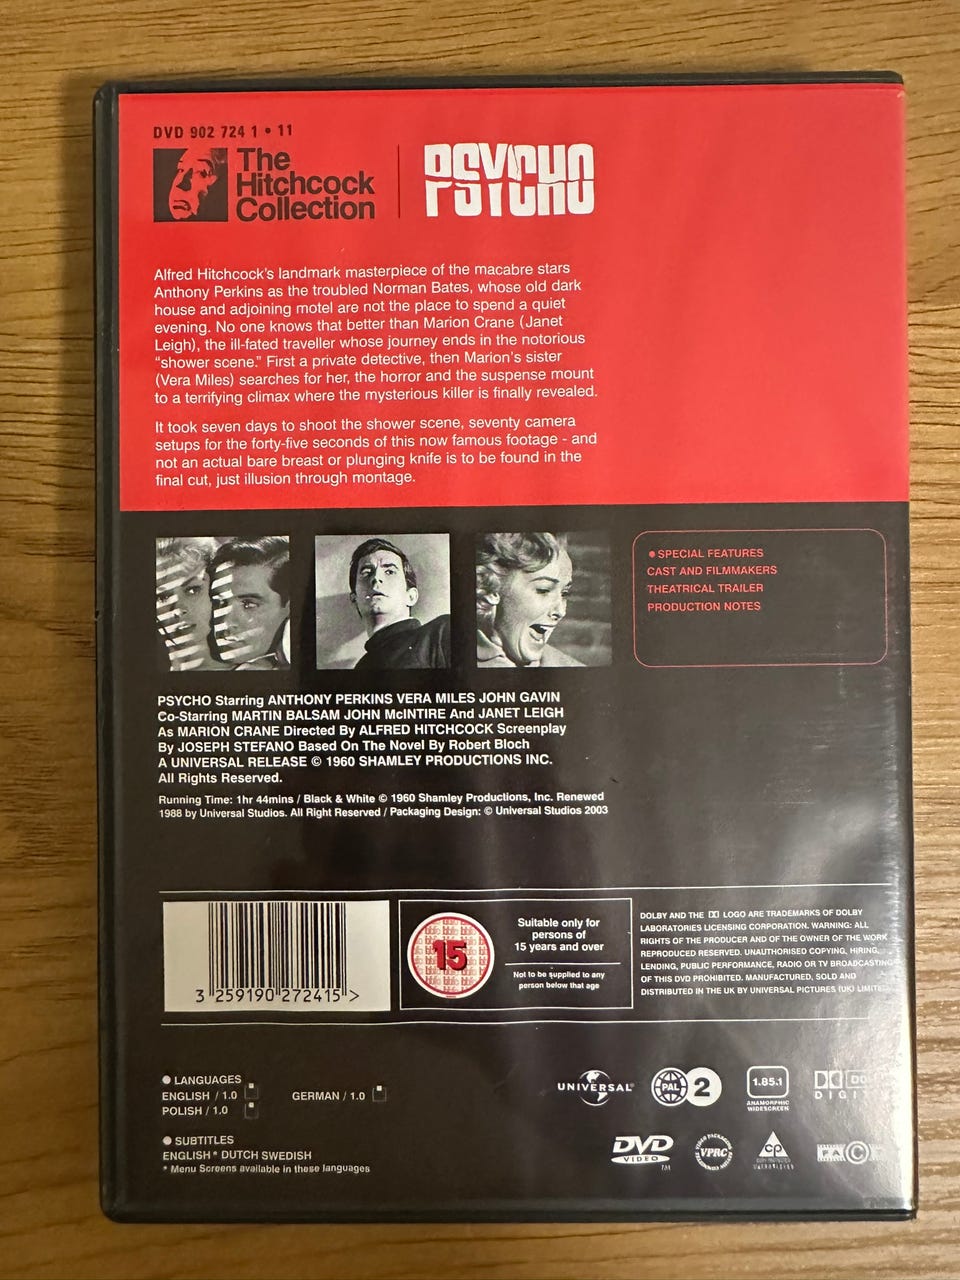 DVD 902 724 1 • 11
The
Hitchcock
Collection
PSYCHO
Alfred Hitchcock's landmark masterpiece of the macabre stars
Anthony Perkins as the troubled Norman Bates, whose old dark
house and adjoining motel are not the place to spend a quiet
evening. No one knows that better than Marion Crane (Janet
Leigh), the ill-fated traveller whose journey ends in the notorious
“shower scene.” First a private detective, then Marion's sister
(Vera Miles) searches for her, the horror and the suspense mount
to a terrifying climax where the mysterious killer is finally revealed.
It took seven days to shoot the shower scene, seventy camera
setups for the forty-five seconds of this now famous footage - and
not an actual bare breast or plunging knife is to be found in the
final cut, just illusion through montage.
● SPECIAL FEATURES
CAST AND FILMMAKERS
THEATRICAL TRAILER
PRODUCTION NOTES
PSYCHO Starring ANTHONY PERKINS VERA MILES JOHN GAVIN
Co-Starring MARTIN BALSAM JOHN McINTIRE And JANET LEIGH
As MARION CRANE Directed By ALFRED HITCHCOCK Screenplay
By JOSEPH STEFANO Based On The Novel By Robert Bloch
A UNIVERSAL RELEASE © 1960 SHAMLEY PRODUCTIONS INC.
All Rights Reserved.
Running Time: 1hr 44mins / Black & White © 1960 Shamley Productions, Inc. Renewed
1988 by Universal Studios. All Right Reserved / Packaging Design: © Universal Studios 2003
3 259190 272415 >
15
Suitable only for
persons of
15 years and over
Not to be supplied to any
person below that age
DOLBY AND THE LOGO ARE TRADEMARKS OF DOLBY
LABORATORIES LICENSING CORPORATION. WARNING: ALL
RIGHTS OF THE PRODUCER AND OF THE OWNER OF THE WORK
REPRODUCED RESERVED. UNAUTHORISED COPYING, HIRING,
LENDING, PUBLIC PERFORMANCE, RADIO OR TV BROADCASTING
OF THIS DVD PROHIBITED. MANUFACTURED, SOLD AND
DISTRIBUTED IN THE UK BY UNIVERSAL PICTURES (UK) LIMITE
● LANGUAGES
ENGLISH / 1.0
GERMAN / 1.0
POLISH / 1.0
● SUBTITLES
ENGLISH* DUTCH SWEDISH
* Menu Screens available in these languages
UNIVERSAL®
PAL 2
1.85.1
ANAMORPHIC
WIDESCREEN
DO
DIGI
DVD
VIDEO
TM
VPRC
CP
FAC